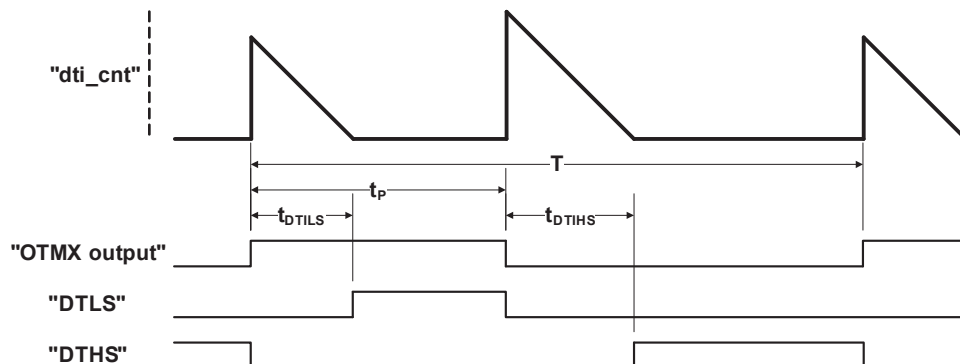 "dti_cnt"
T
tP
tDTILS
tDTIHS
"OTMX output"
"DTLS"
"DTHS"